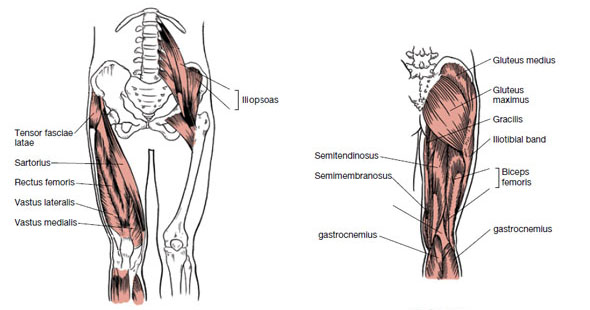 Iliopsoas
Tensor fasciae
latae
Sartorius
Rectus femoris
Vastus lateralis
Vastus medialis
Gluteus medius
Gluteus
maximus
Gracilis
Iliotibial band
Semitendinosus
Semimembranosus
Biceps
femoris
gastrocnemius
gastrocnemius